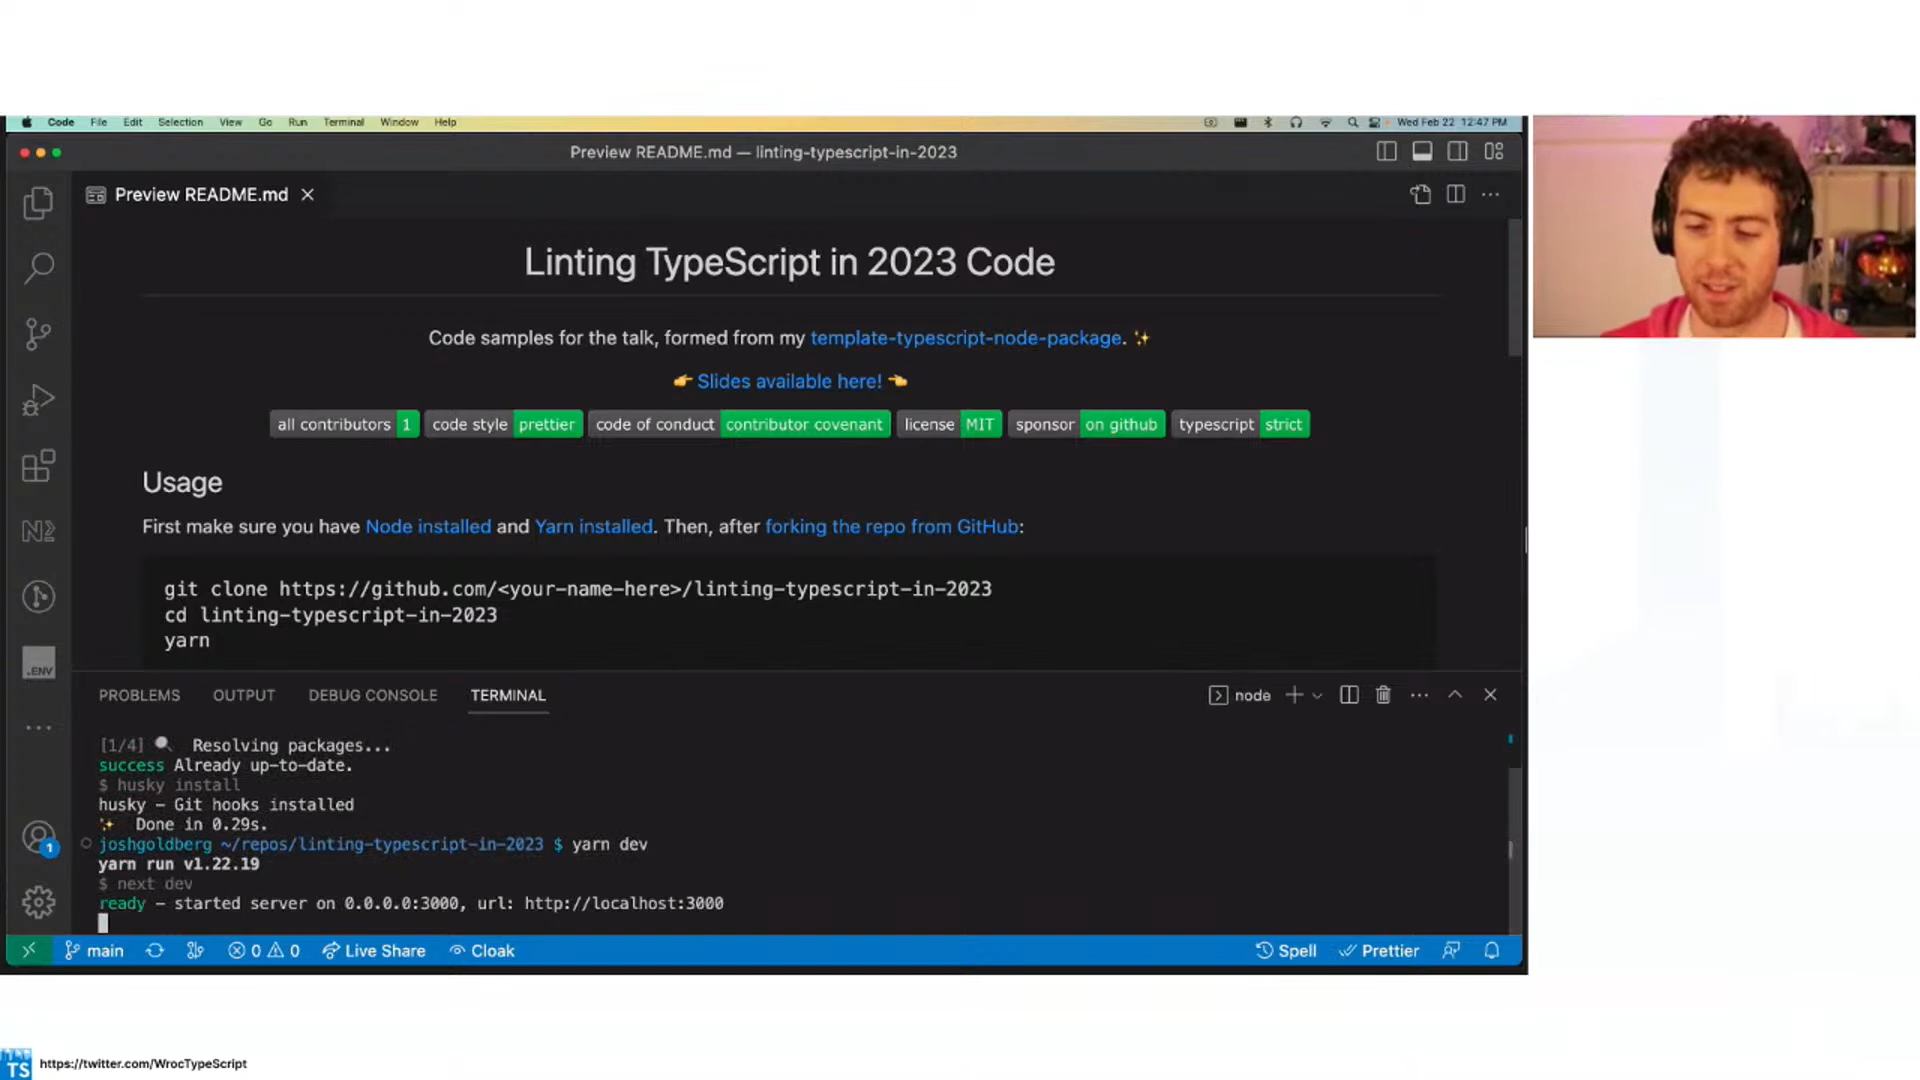 Code File Edit Selection View Go Run Terminal Window Help Wed Feb 22 12:47 PM
Preview README.md — linting-typescript-in-2023
Preview README.md
Linting TypeScript in 2023 Code
Code samples for the talk, formed from my template-typescript-node-package. ✨
👉 Slides available here! 👈
all contributors 1 code style prettier code of conduct contributor covenant license MIT sponsor on github typescript strict
Usage
First make sure you have Node installed and Yarn installed. Then, after forking the repo from GitHub:
git clone https://github.com/<your-name-here>/linting-typescript-in-2023
cd linting-typescript-in-2023
yarn
.ENV
PROBLEMS OUTPUT DEBUG CONSOLE TERMINAL node
[1/4] 🔍 Resolving packages...
success Already up-to-date.
$ husky install
husky - Git hooks installed
✨ Done in 0.29s.
joshgoldberg ~/repos/linting-typescript-in-2023 $ yarn dev
yarn run v1.22.19
$ next dev
ready - started server on 0.0.0.0:3000, url: http://localhost:3000
1
main 0 0 Live Share Cloak Spell Prettier
TS https://twitter.com/WrocTypeScript